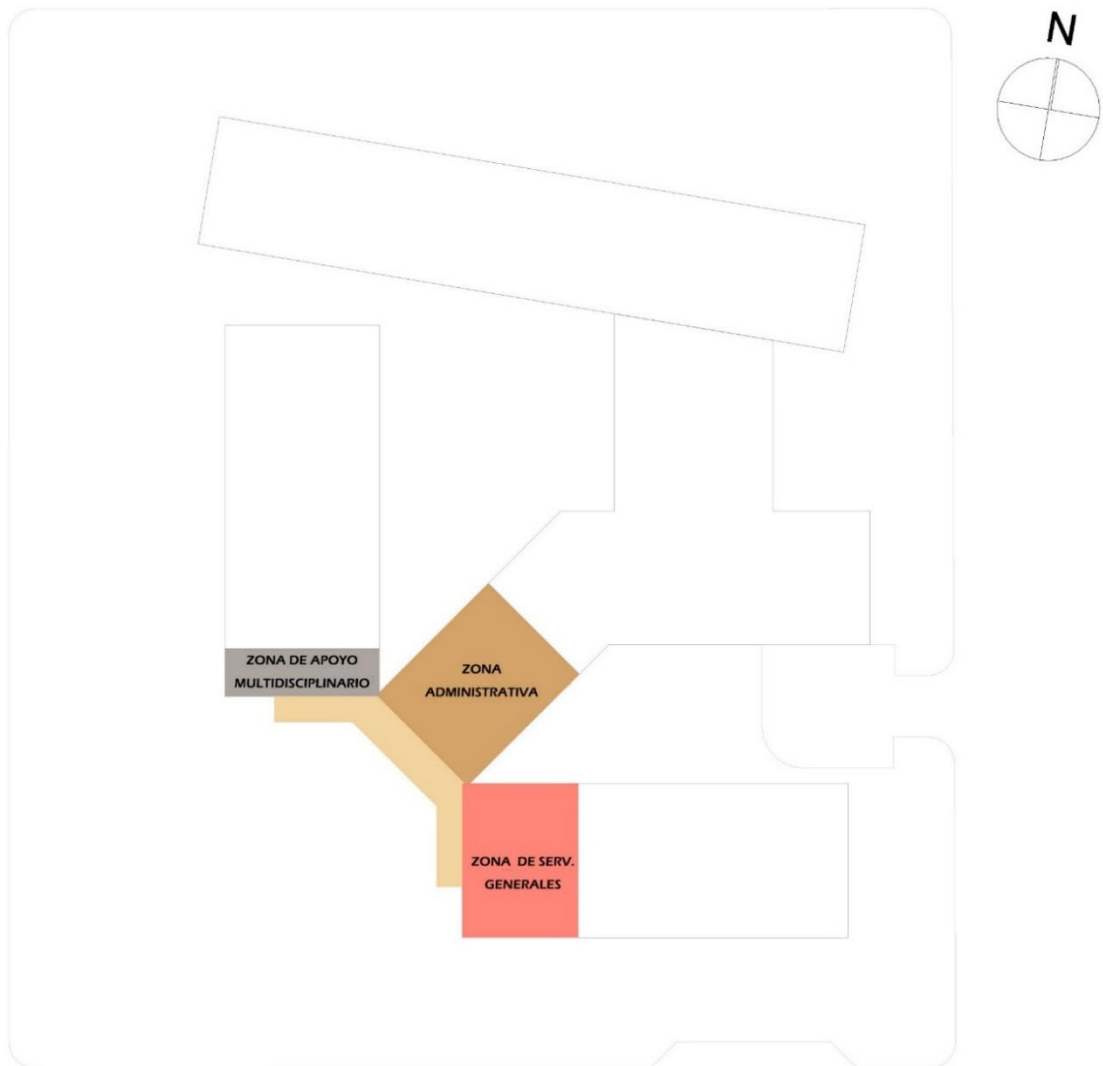 N
ZONA DE APOYO
MULTIDISCIPLINARIO
ZONA
ADMINISTRATIVA
ZONA DE SERV.
GENERALES